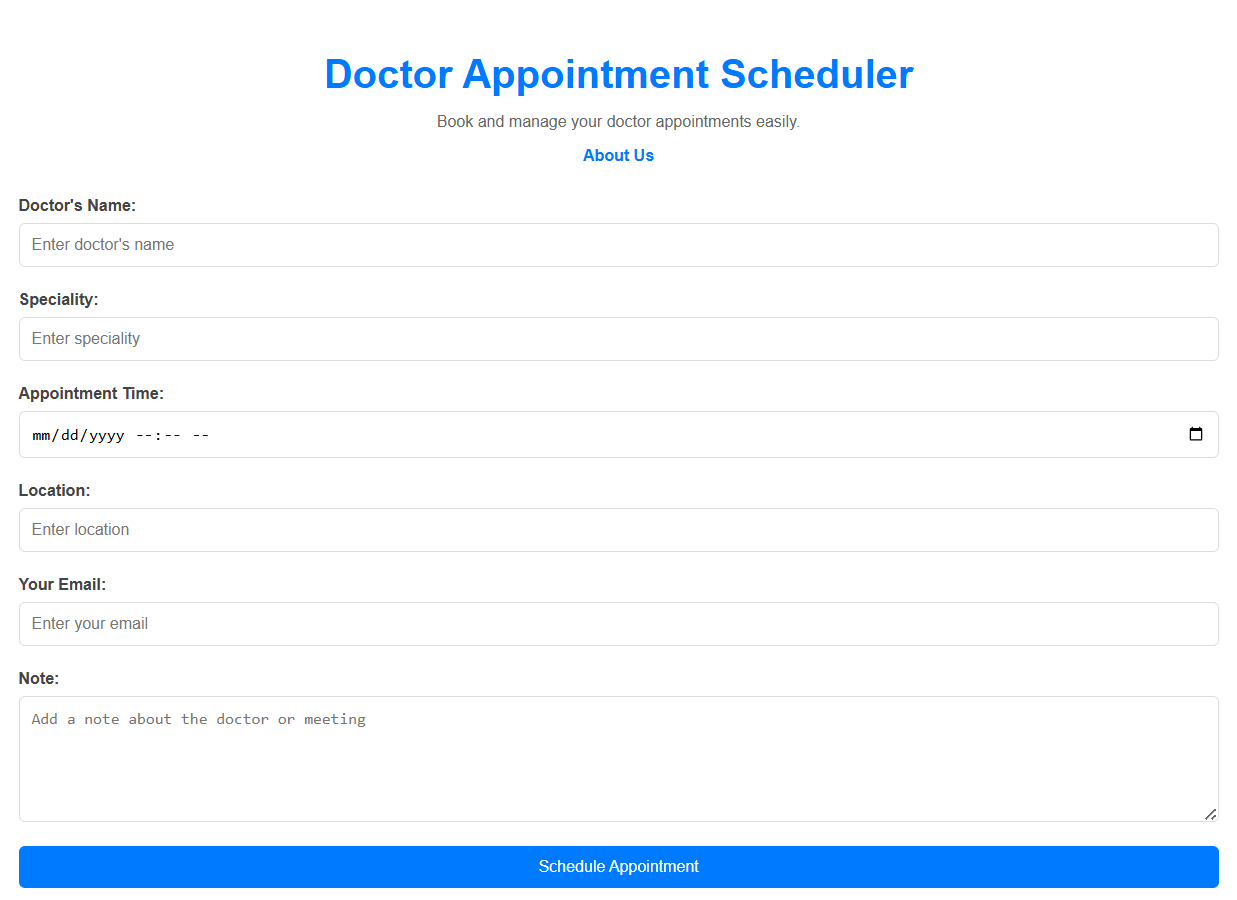 Doctor Appointment Scheduler
Book and manage your doctor appointments easily.
About Us
Doctor's Name:
Enter doctor's name
Speciality:
Enter speciality
Appointment Time:
mm/dd/yyyy --:-- --
Location:
Enter location
Your Email:
Enter your email
Note:
Add a note about the doctor or meeting
Schedule Appointment